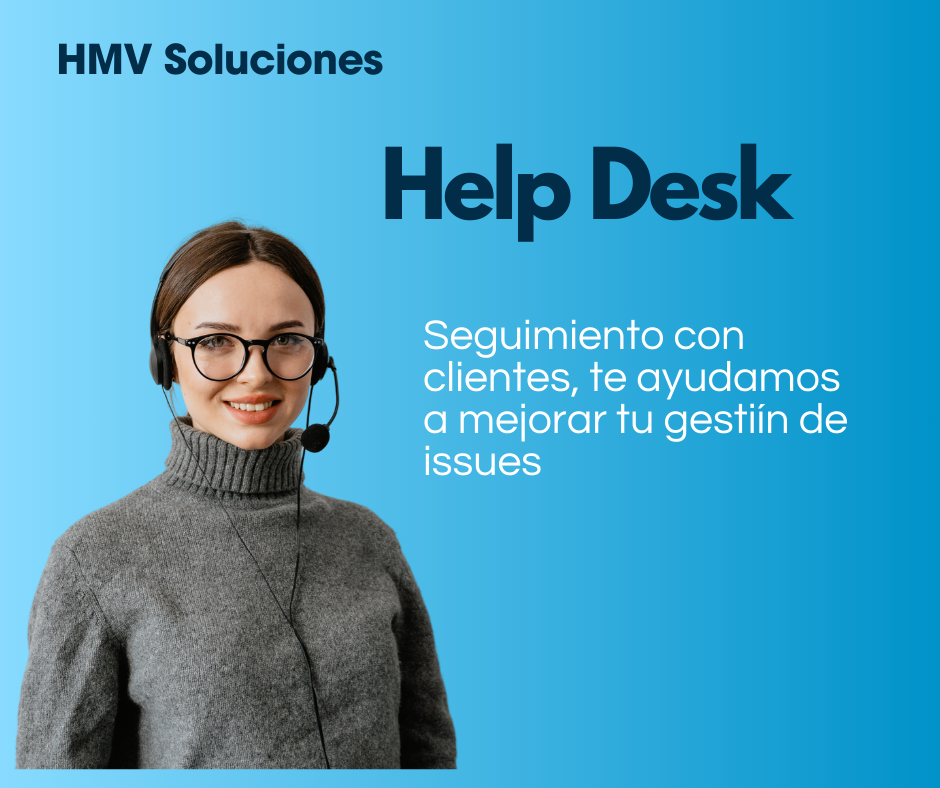 HMV Soluciones
Help Desk
Seguimiento con
clientes, te ayudamos
a mejorar tu gestiín de
issues